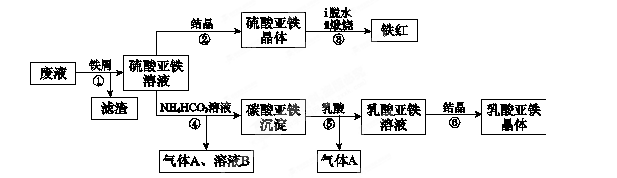 结晶
②
硫酸亚铁
晶体
ⅰ脱水
ⅱ煅烧
③
铁红
废液
铁屑
①
硫酸亚铁
溶液
滤渣
NH₄HCO₃溶液
④
碳酸亚铁
沉淀
乳酸
⑤
乳酸亚铁
溶液
结晶
⑥
乳酸亚铁
晶体
气体A、溶液B
气体A